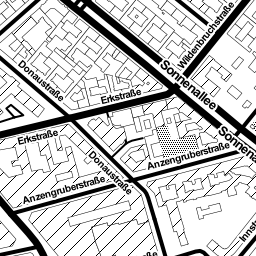 Wildenbruchstraße
Sonnenallee
Donaustraße
Erkstraße
Sonnena
Erkstraße
Donaustraße
Anzengruberstraße
Anzengruberstraße
Innst